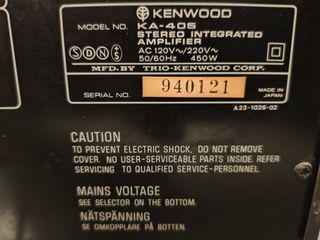 KENWOOD
MODEL NO. KA-405
STEREO INTEGRATED
AMPLIFIER
AC 120V~/220V~
50/60Hz 450W
S D N S
MFD. BY TRIO-KENWOOD CORP.
SERIAL NO. 940121 MADE IN JAPAN
A23-1026-02
CAUTION
TO PREVENT ELECTRIC SHOCK, DO NOT REMOVE
COVER. NO USER-SERVICEABLE PARTS INSIDE. REFER
SERVICING TO QUALIFIED SERVICE-PERSONNEL.
MAINS VOLTAGE
SEE SELECTOR ON THE BOTTOM.
NÄTSPÄNNING
SE OMKOPPLARE PÅ BOTTEN.